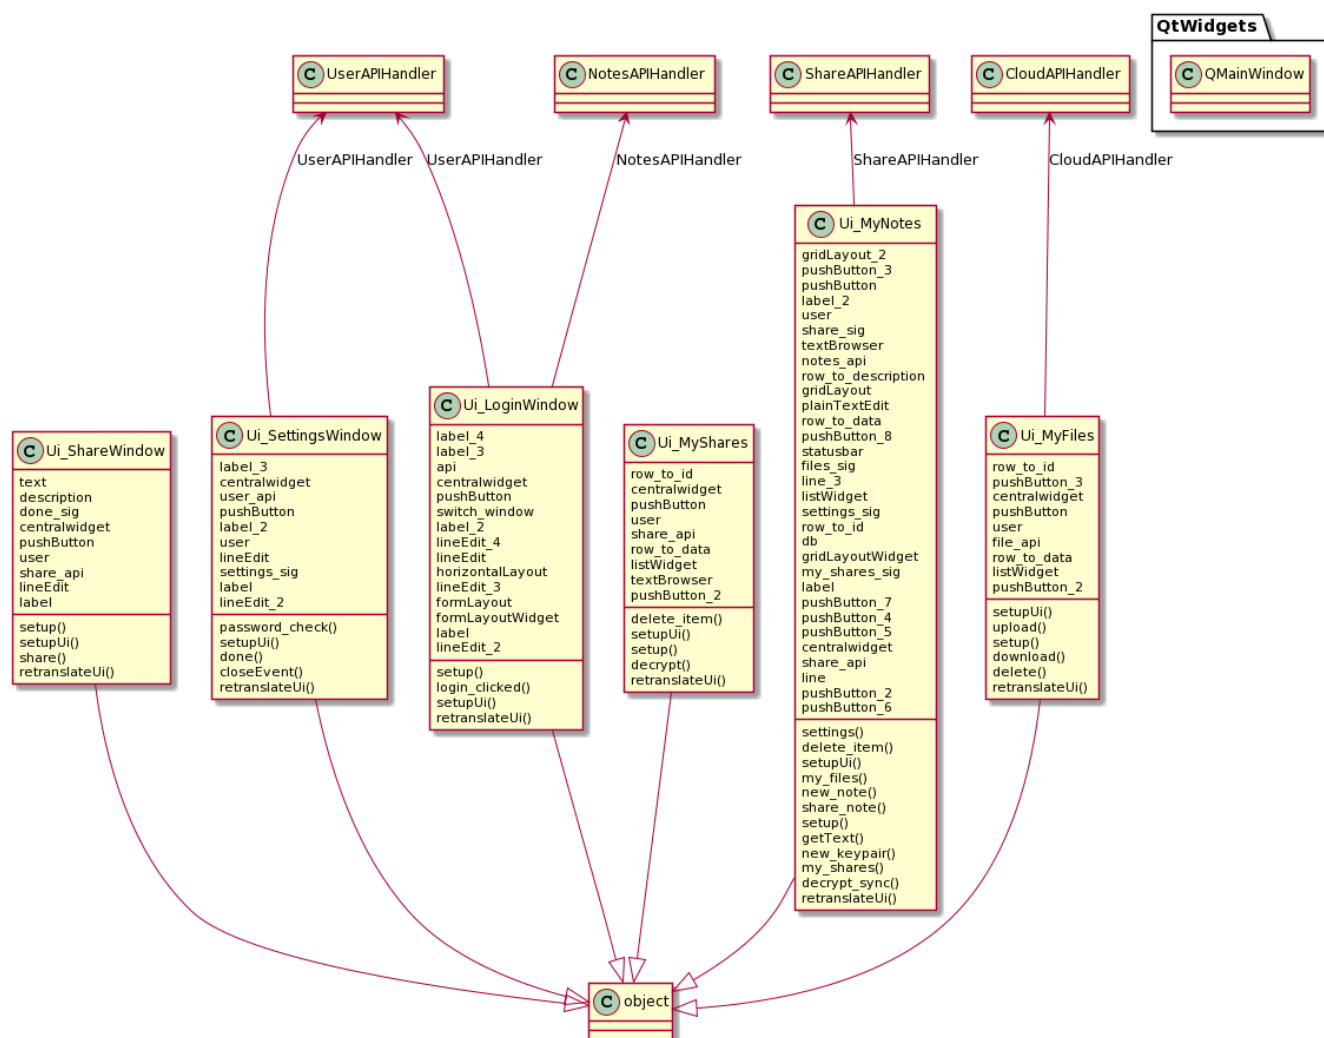 QtWidgets
C UserAPIHandler
C NotesAPIHandler
C ShareAPIHandler
C CloudAPIHandler
C QMainWindow
UserAPIHandler
UserAPIHandler
NotesAPIHandler
ShareAPIHandler
CloudAPIHandler
C Ui_ShareWindow
text
description
done_sig
centralwidget
pushButton
user
share_api
lineEdit
label
setup()
setupUi()
share()
retranslateUi()
C Ui_SettingsWindow
label_3
centralwidget
user_api
pushButton
label_2
user
lineEdit
settings_sig
label
lineEdit_2
password_check()
setupUi()
done()
closeEvent()
retranslateUi()
C Ui_LoginWindow
label_4
label_3
api
centralwidget
pushButton
switch_window
label_2
lineEdit_4
lineEdit
horizontalLayout
lineEdit_3
formLayout
formLayoutWidget
label
lineEdit_2
setup()
login_clicked()
setupUi()
retranslateUi()
C Ui_MyShares
row_to_id
centralwidget
pushButton
user
share_api
row_to_data
listWidget
textBrowser
pushButton_2
delete_item()
setupUi()
setup()
decrypt()
retranslateUi()
C Ui_MyNotes
gridLayout_2
pushButton_3
pushButton
label_2
user
share_sig
textBrowser
notes_api
row_to_description
gridLayout
plainTextEdit
row_to_data
pushButton_8
statusbar
files_sig
line_3
listWidget
settings_sig
row_to_id
db
gridLayoutWidget
my_shares_sig
label
pushButton_7
pushButton_4
pushButton_5
centralwidget
share_api
line
pushButton_2
pushButton_6
settings()
delete_item()
setupUi()
my_files()
new_note()
share_note()
setup()
getText()
new_keypair()
my_shares()
decrypt_sync()
retranslateUi()
C Ui_MyFiles
row_to_id
pushButton_3
centralwidget
pushButton
user
file_api
row_to_data
listWidget
pushButton_2
setupUi()
upload()
setup()
download()
delete()
retranslateUi()
C object